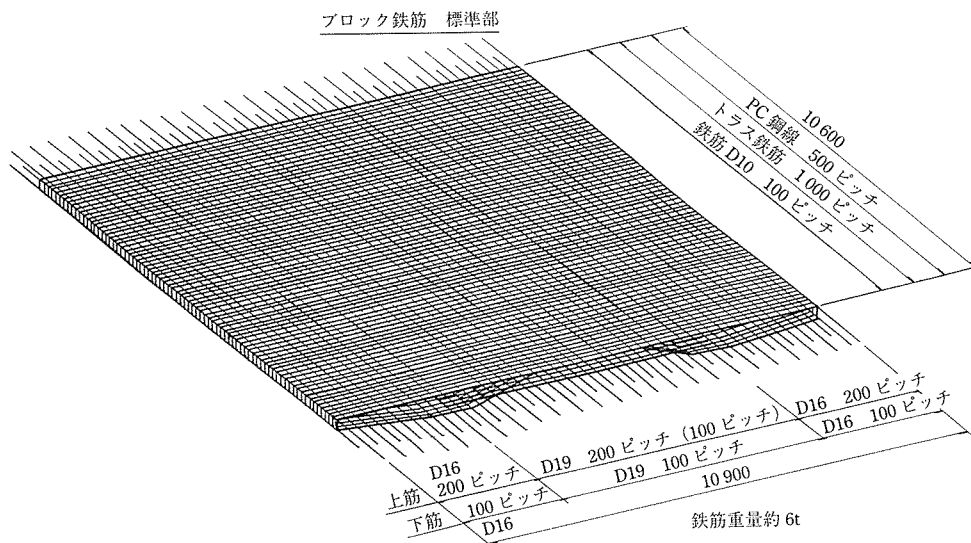 ブロック鉄筋 標準部
10 600
PC 鋼線 500 ピッチ
トラス鉄筋 1 000 ピッチ
鉄筋 D10 100 ピッチ
上筋 D16 200 ピッチ D19 200 ピッチ (100 ピッチ) D16 200 ピッチ
下筋 D16 100 ピッチ D19 100 ピッチ D16 100 ピッチ
10 900
鉄筋重量約 6t